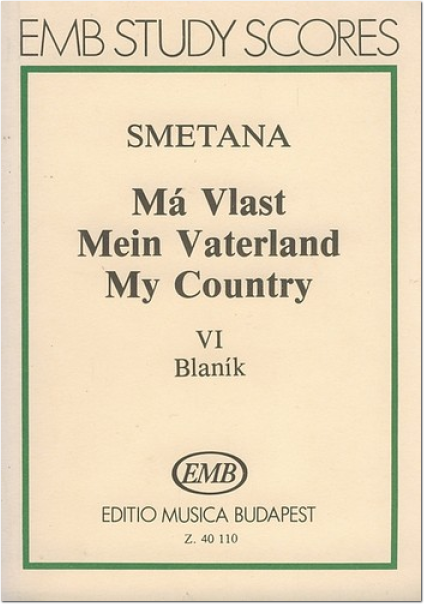 EMB STUDY SCORES
SMETANA
Má Vlast
Mein Vaterland
My Country
VI
Blaník
EMB
EDITIO MUSICA BUDAPEST
Z. 40 110